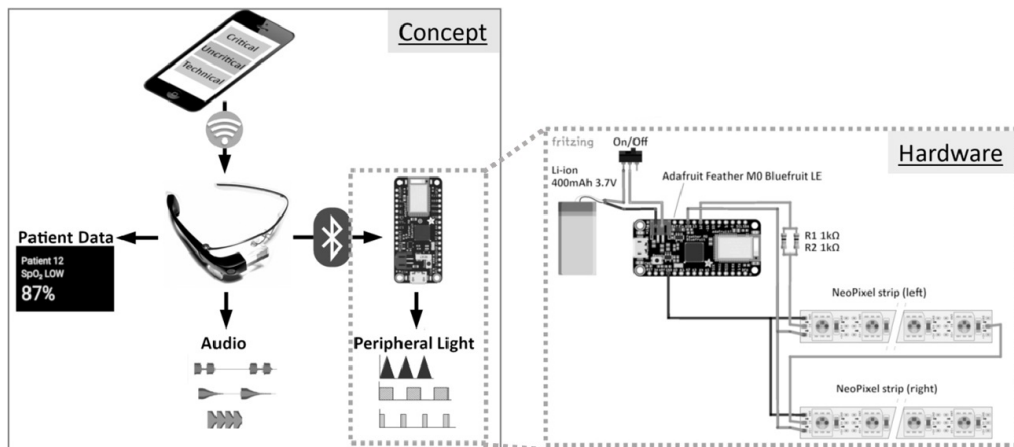 Concept
Critical
Uncritical
Technical
Patient Data
Patient 12
SpO₂ LOW
87%
Audio
Peripheral Light
Hardware
fritzing
On/Off
Li-ion
400mAh 3.7V
Adafruit Feather M0 Bluefruit LE
R1 1kΩ
R2 1kΩ
NeoPixel strip (left)
NeoPixel strip (right)